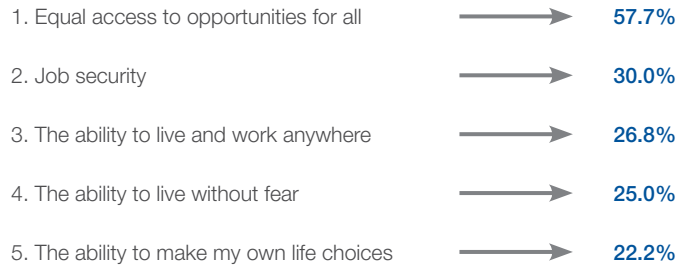 1. Equal access to opportunities for all 57.7%
2. Job security 30.0%
3. The ability to live and work anywhere 26.8%
4. The ability to live without fear 25.0%
5. The ability to make my own life choices 22.2%